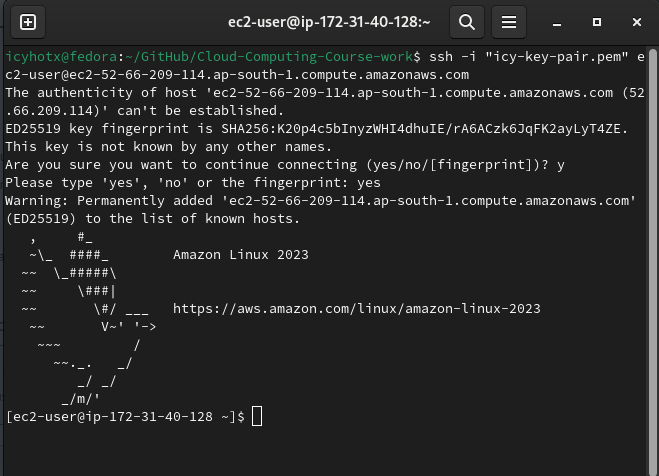 ec2-user@ip-172-31-40-128:~
icyhotx@fedora:~/GitHub/Cloud-Computing-Course-work$ ssh -i "icy-key-pair.pem" e
c2-user@ec2-52-66-209-114.ap-south-1.compute.amazonaws.com
The authenticity of host 'ec2-52-66-209-114.ap-south-1.compute.amazonaws.com (52
.66.209.114)' can't be established.
ED25519 key fingerprint is SHA256:K20p4c5bInyzWHI4dhuIE/rA6ACzk6JqFK2ayLyT4ZE.
This key is not known by any other names.
Are you sure you want to continue connecting (yes/no/[fingerprint])? y
Please type 'yes', 'no' or the fingerprint: yes
Warning: Permanently added 'ec2-52-66-209-114.ap-south-1.compute.amazonaws.com'
(ED25519) to the list of known hosts.
   ,     #_
   ~\_  ####_        Amazon Linux 2023
  ~~  \_#####\
  ~~     \###|
  ~~       \#/ ___   https://aws.amazon.com/linux/amazon-linux-2023
   ~~       V~' '->
    ~~~         /
      ~~._.   _/
         _/ _/
       _/m/'
[ec2-user@ip-172-31-40-128 ~]$